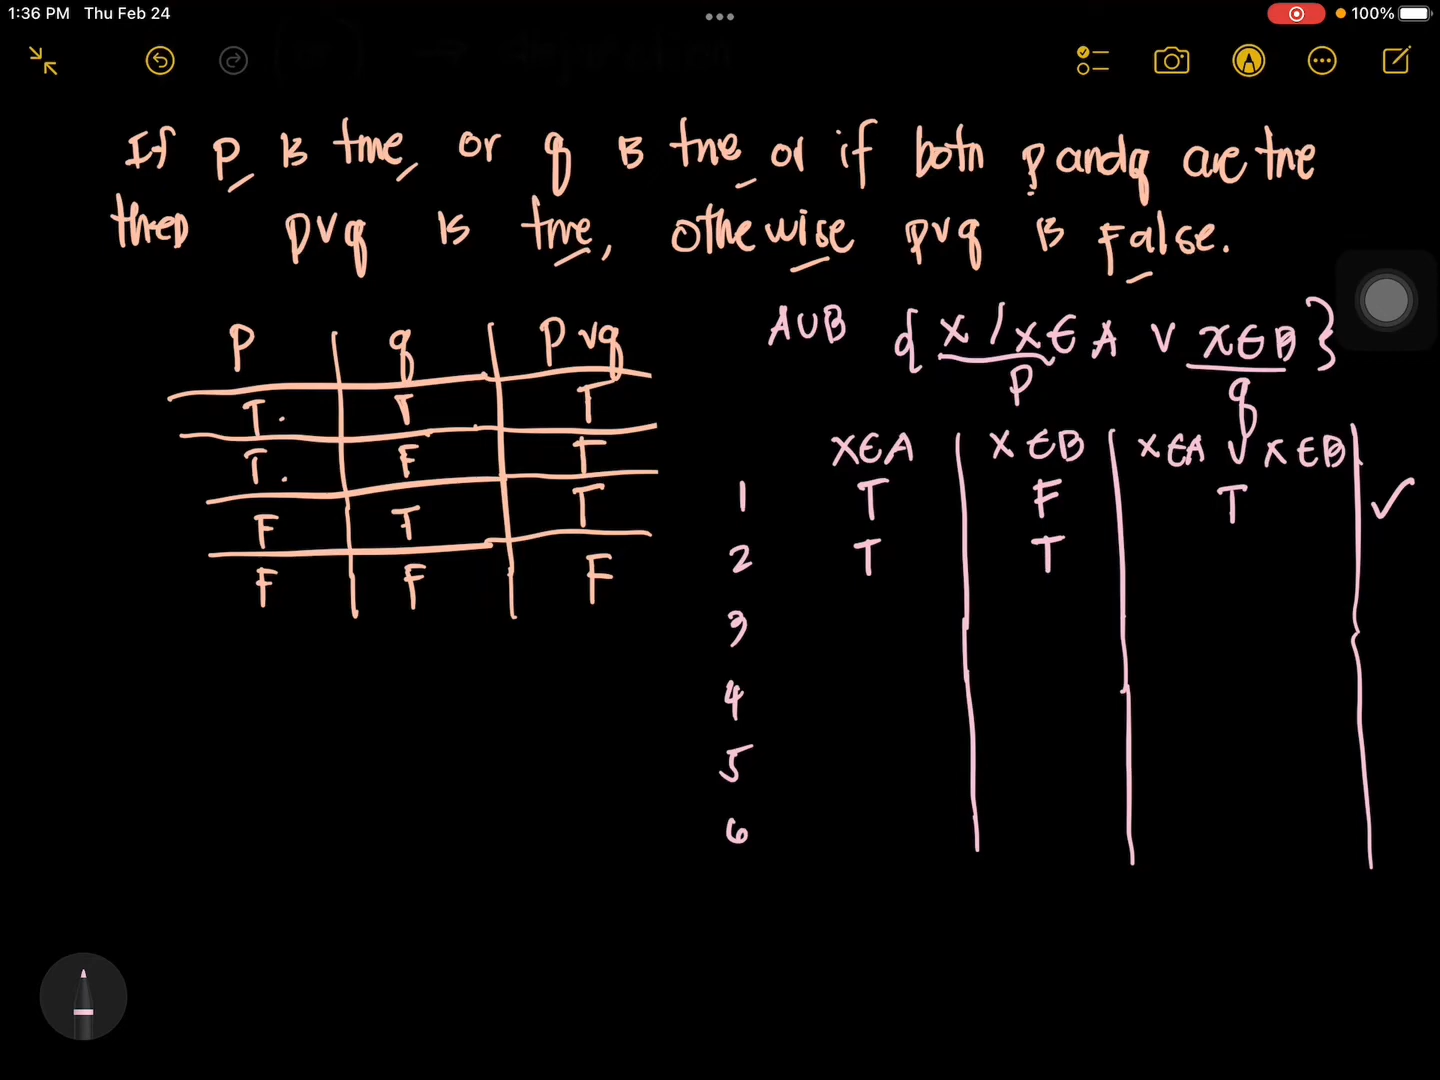 1:36 PM Thu Feb 24
100%
If p is true, or q is true or if both p and q are true
then p∨q is true, otherwise p∨q is False.
A∪B { x / x∈A ∨ x∈B }
p q
p q p∨q
T T T
T F T
F T T
F F F
x∈A x∈B x∈A ∨ x∈B
1 T F T ✓
2 T T
3
4
5
6